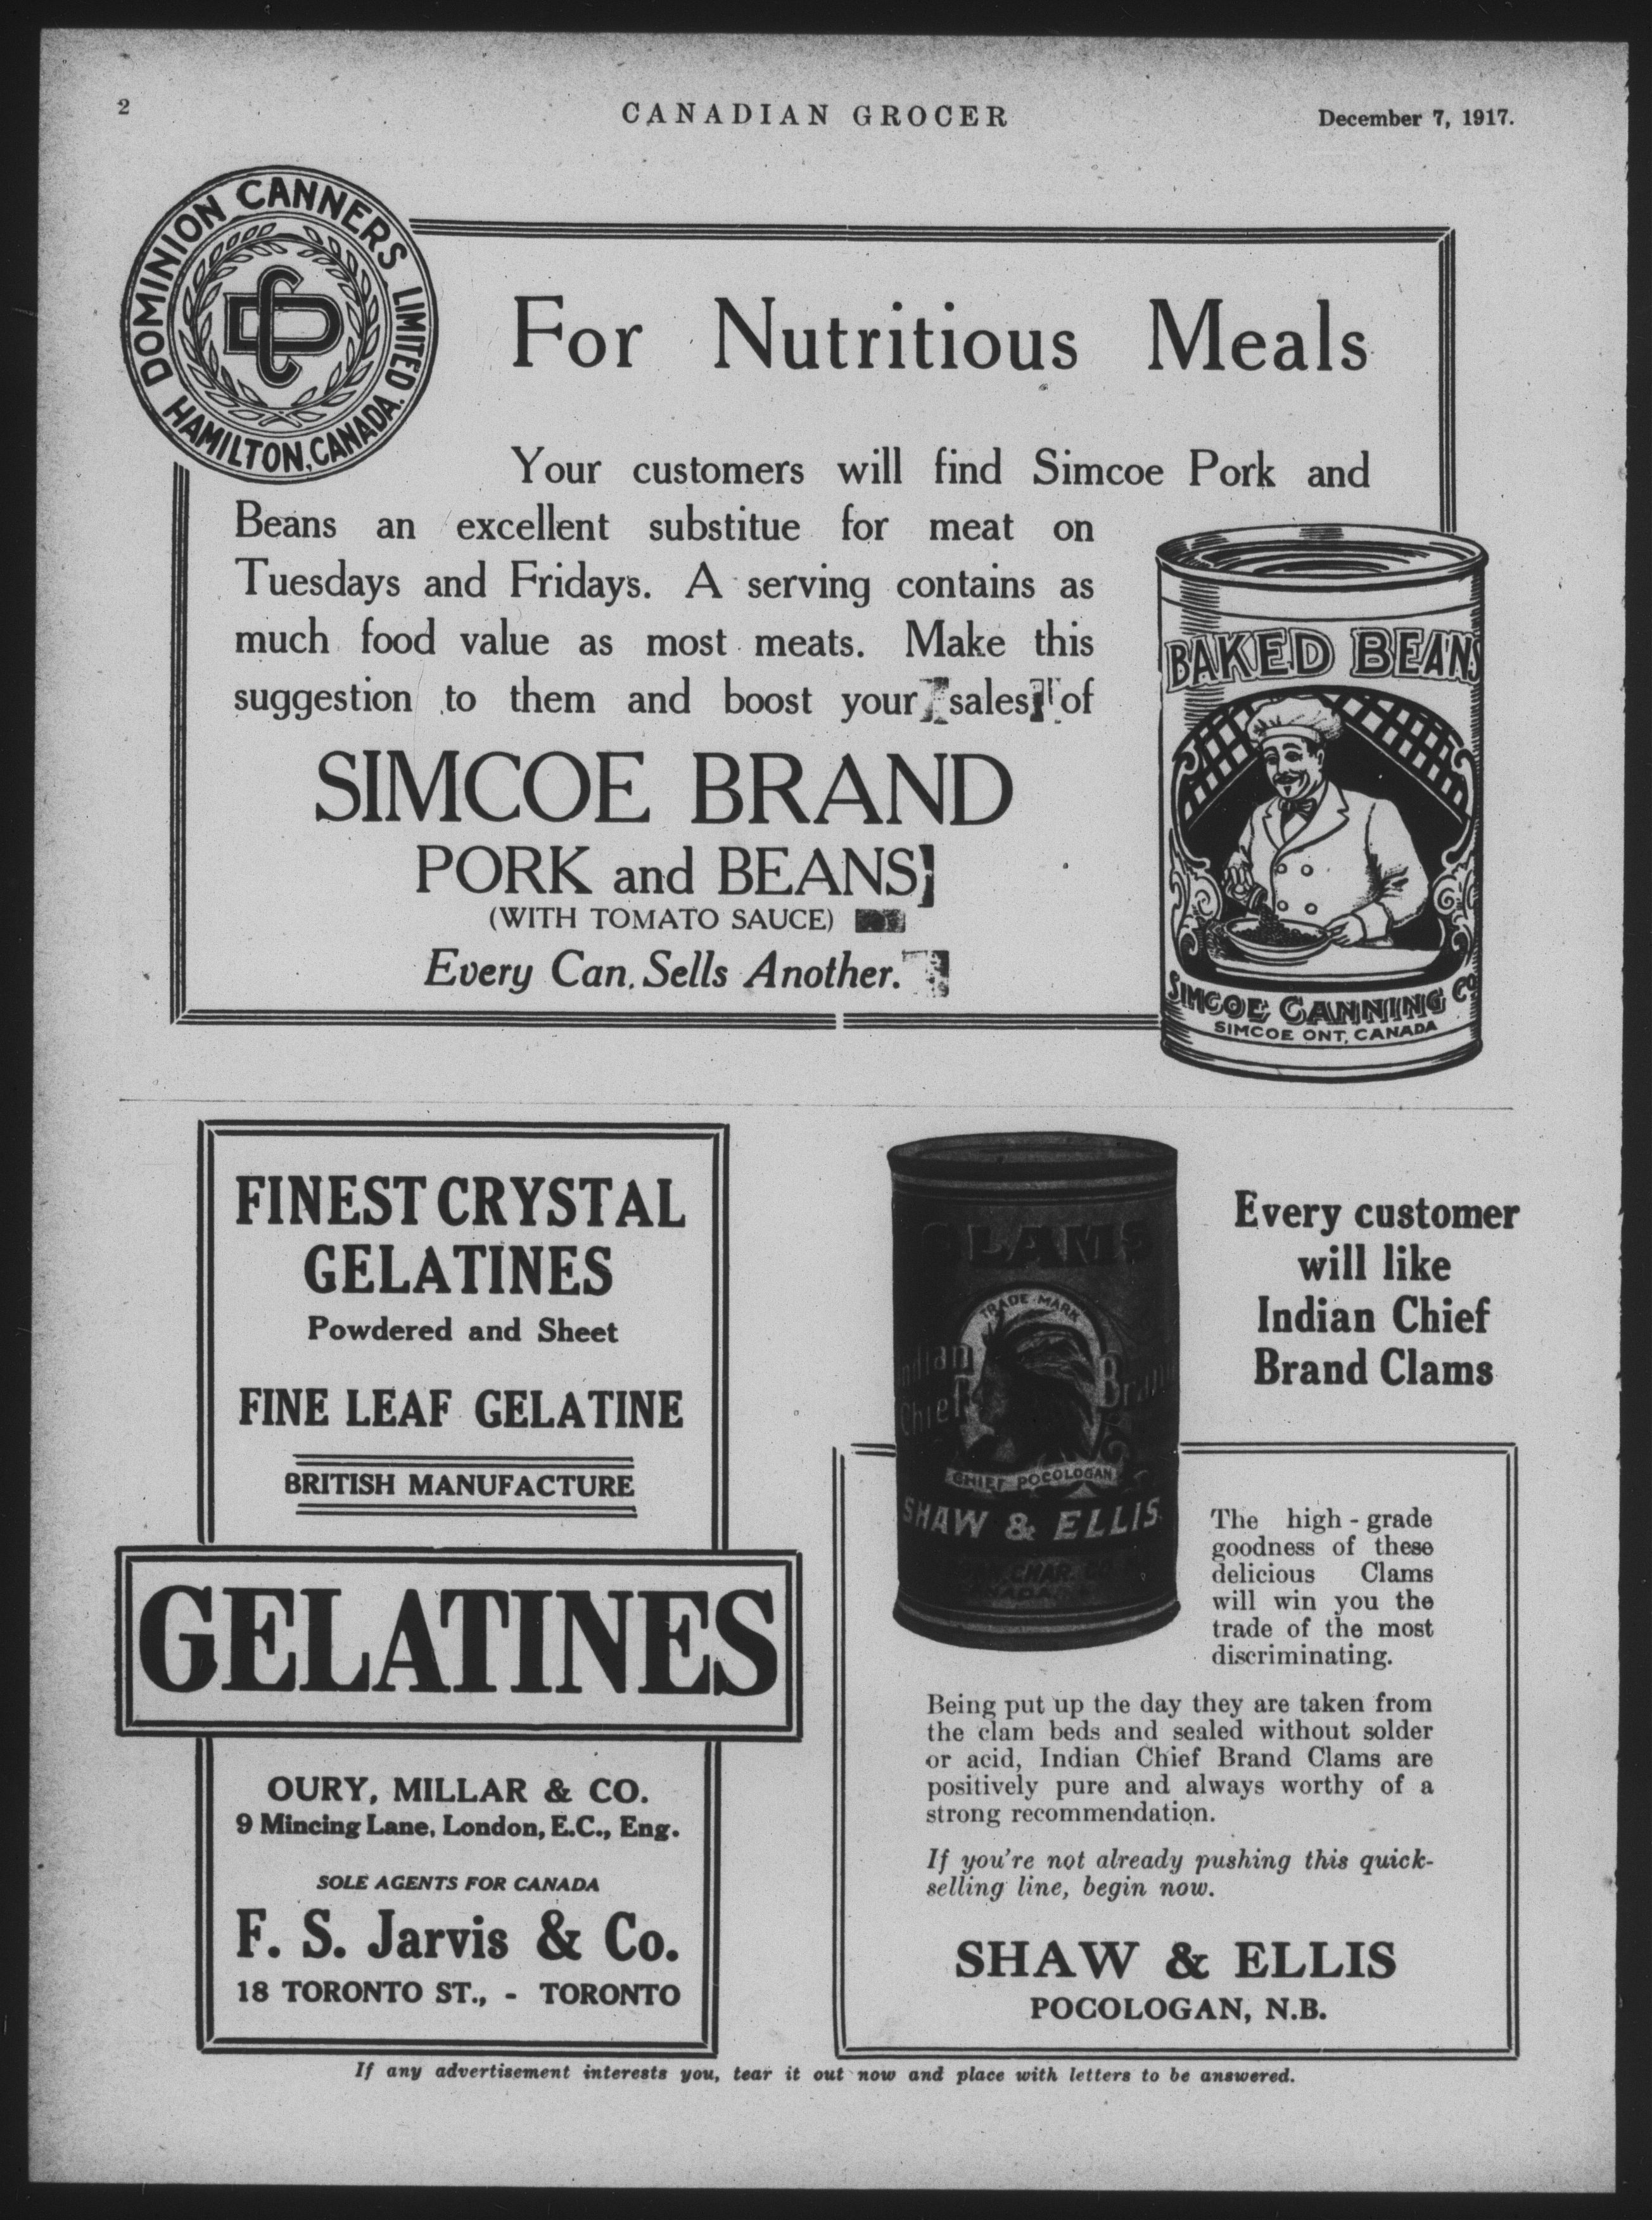 2
CANADIAN GROCER
December 7, 1917.
DOMINION CANNERS LIMITED.
HAMILTON, CANADA.
For Nutritious Meals
Your customers will find Simcoe Pork and
Beans an excellent substitue for meat on
Tuesdays and Fridays. A serving contains as
much food value as most meats. Make this
suggestion to them and boost your sales of
SIMCOE BRAND
PORK and BEANS
(WITH TOMATO SAUCE)
Every Can Sells Another.
BAKED BEANS
SIMCOE CANNING CO
SIMCOE ONT, CANADA
FINEST CRYSTAL
GELATINES
Powdered and Sheet
FINE LEAF GELATINE
BRITISH MANUFACTURE
GELATINES
OURY, MILLAR & CO.
9 Mincing Lane, London, E.C., Eng.
SOLE AGENTS FOR CANADA
F. S. Jarvis & Co.
18 TORONTO ST., - TORONTO
CLAMS
TRADE MARK
Indian Brand
Chief
CHIEF POCOLOGAN
SHAW & ELLIS
Every customer
will like
Indian Chief
Brand Clams
The high-grade
goodness of these
delicious Clams
will win you the
trade of the most
discriminating.
Being put up the day they are taken from
the clam beds and sealed without solder
or acid, Indian Chief Brand Clams are
positively pure and always worthy of a
strong recommendation.
If you're not already pushing this quick-
selling line, begin now.
SHAW & ELLIS
POCOLOGAN, N.B.
If any advertisement interests you, tear it out now and place with letters to be answered.